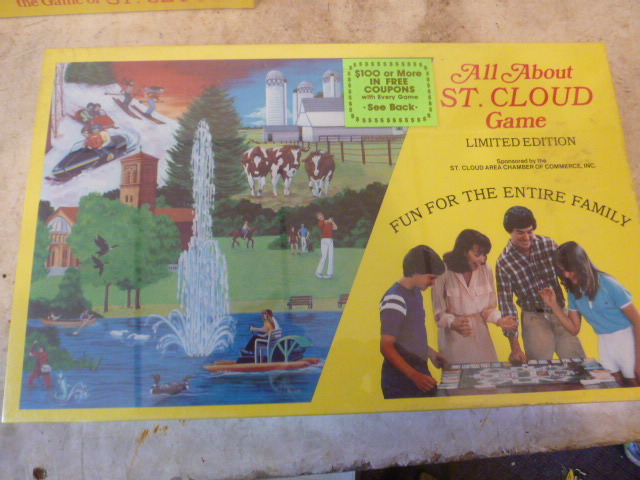 the Game of ST. CLOUD
$100 or More
IN FREE
COUPONS
with Every Game
·See Back·
All About
ST. CLOUD
Game
LIMITED EDITION
Sponsored by the
ST. CLOUD AREA CHAMBER OF COMMERCE, INC.
FUN FOR THE ENTIRE FAMILY